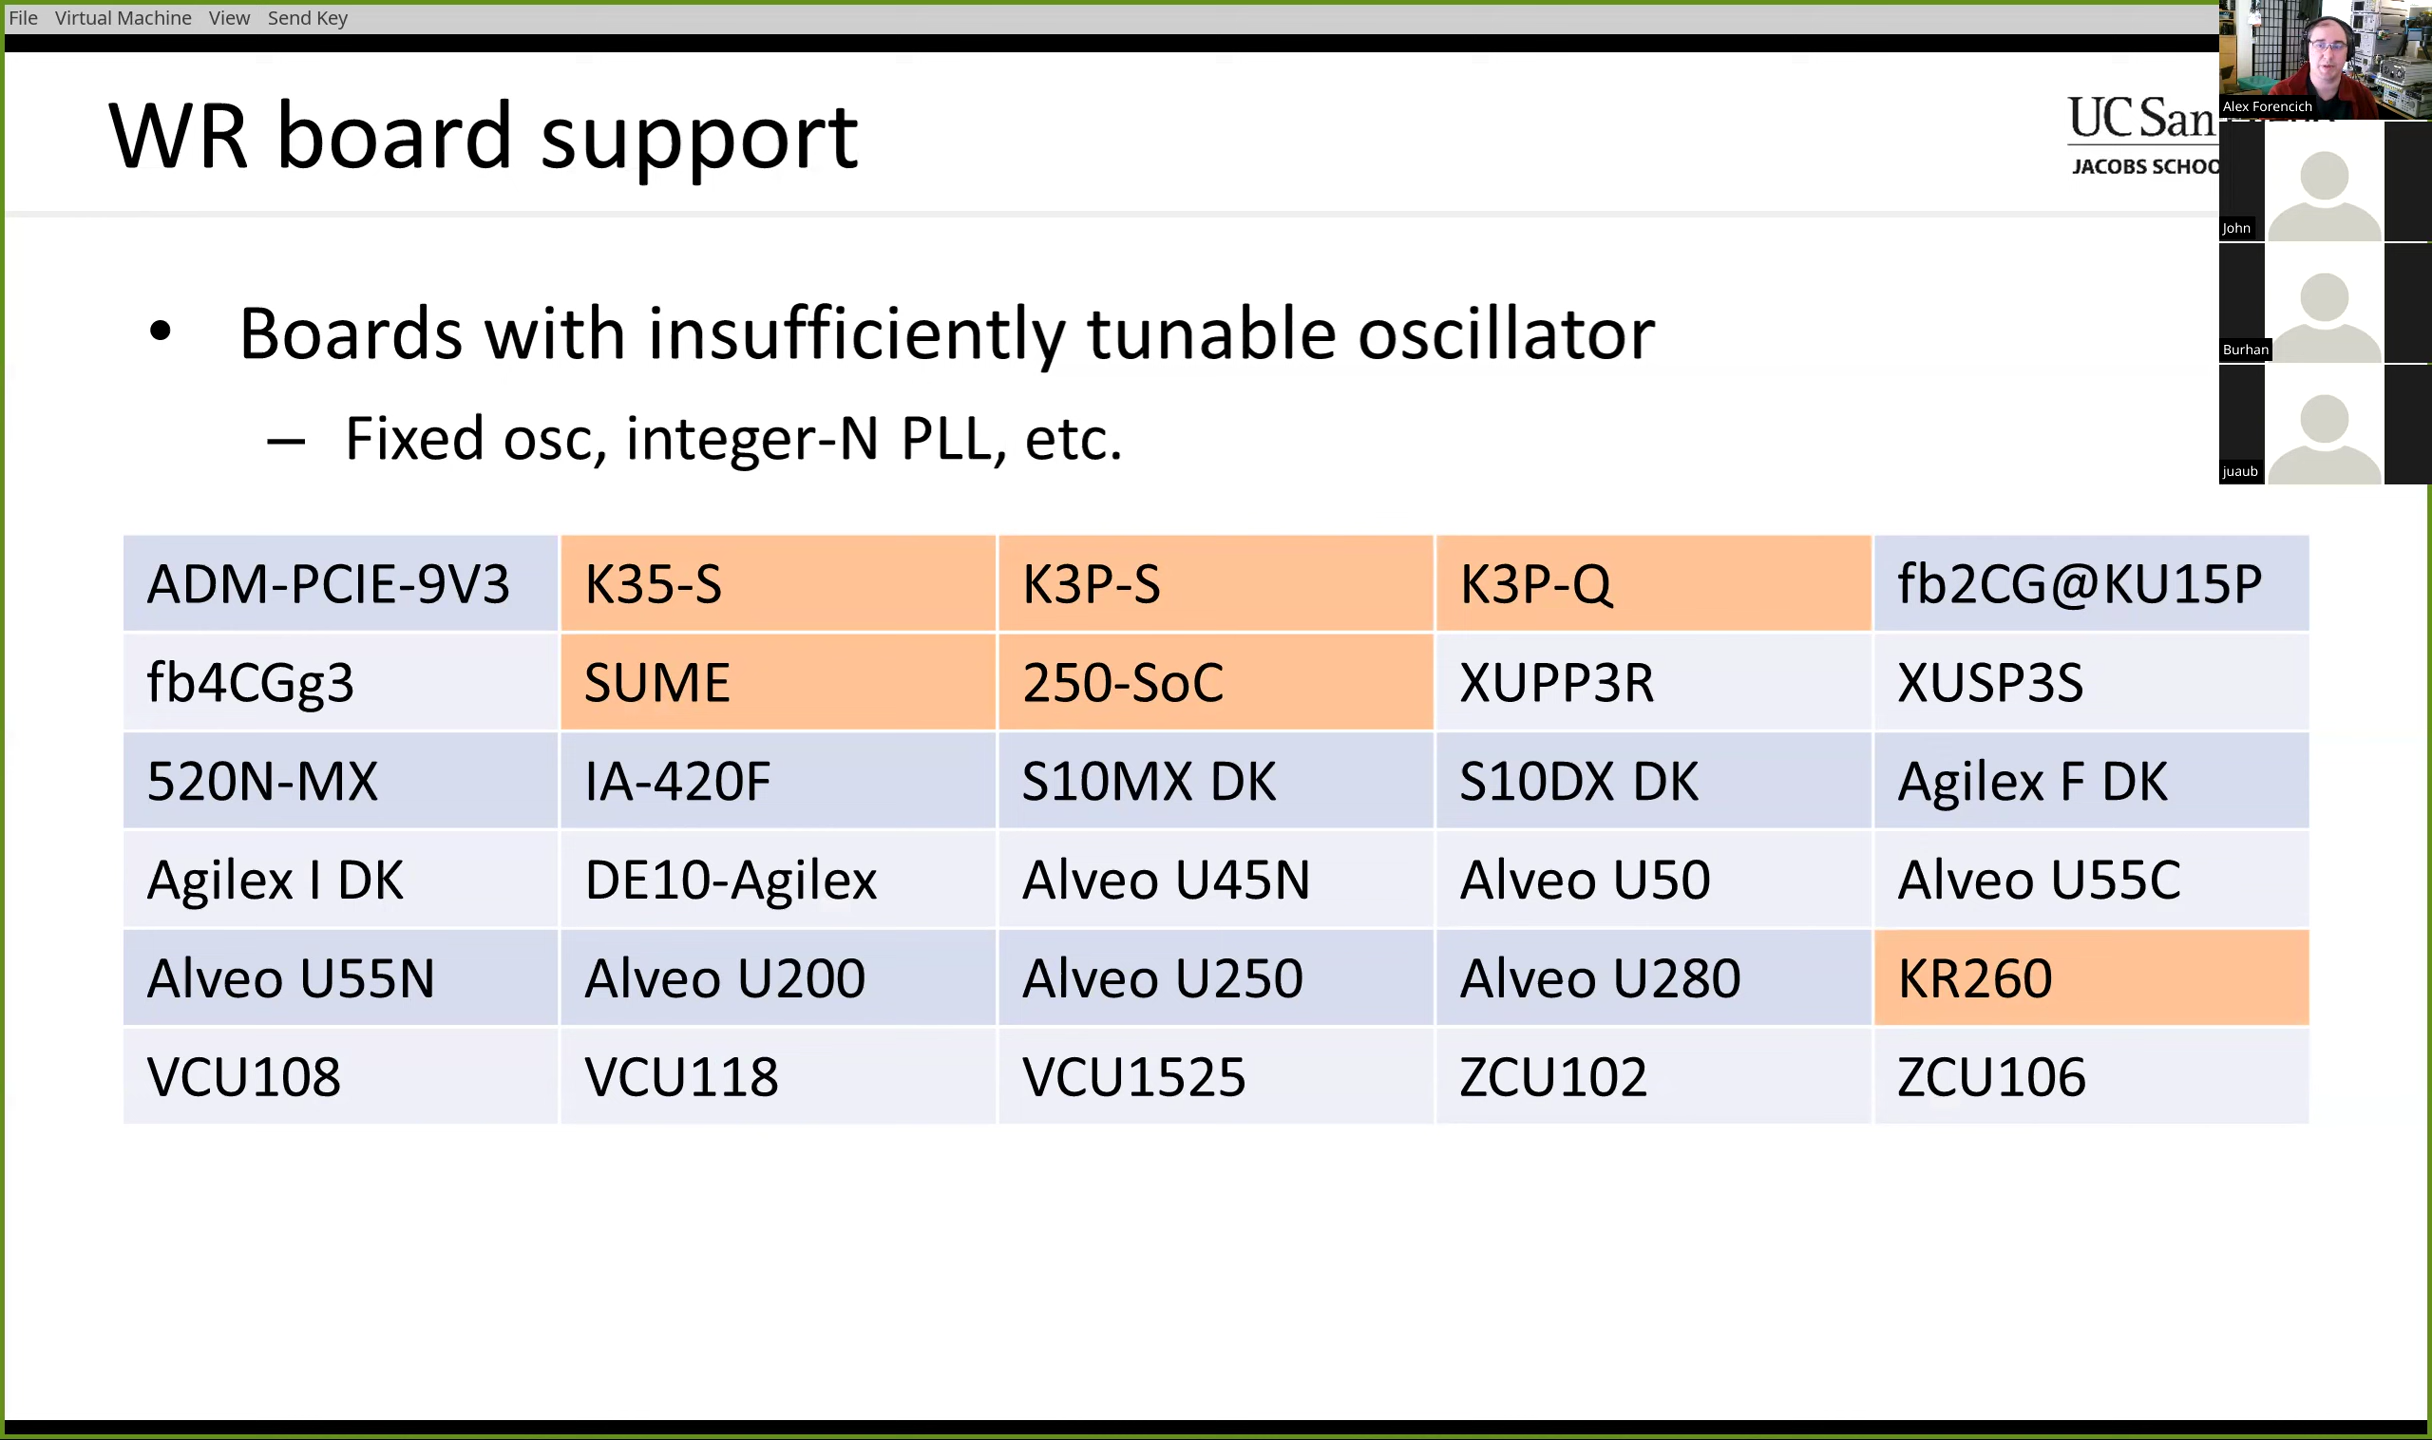 File Virtual Machine View Send Key
WR board support
UC San
JACOBS SCHOO
Alex Forencich
John
Burhan
juaub
• Boards with insufficiently tunable oscillator
– Fixed osc, integer-N PLL, etc.
ADM-PCIE-9V3 K35-S K3P-S K3P-Q fb2CG@KU15P
fb4CGg3 SUME 250-SoC XUPP3R XUSP3S
520N-MX IA-420F S10MX DK S10DX DK Agilex F DK
Agilex I DK DE10-Agilex Alveo U45N Alveo U50 Alveo U55C
Alveo U55N Alveo U200 Alveo U250 Alveo U280 KR260
VCU108 VCU118 VCU1525 ZCU102 ZCU106